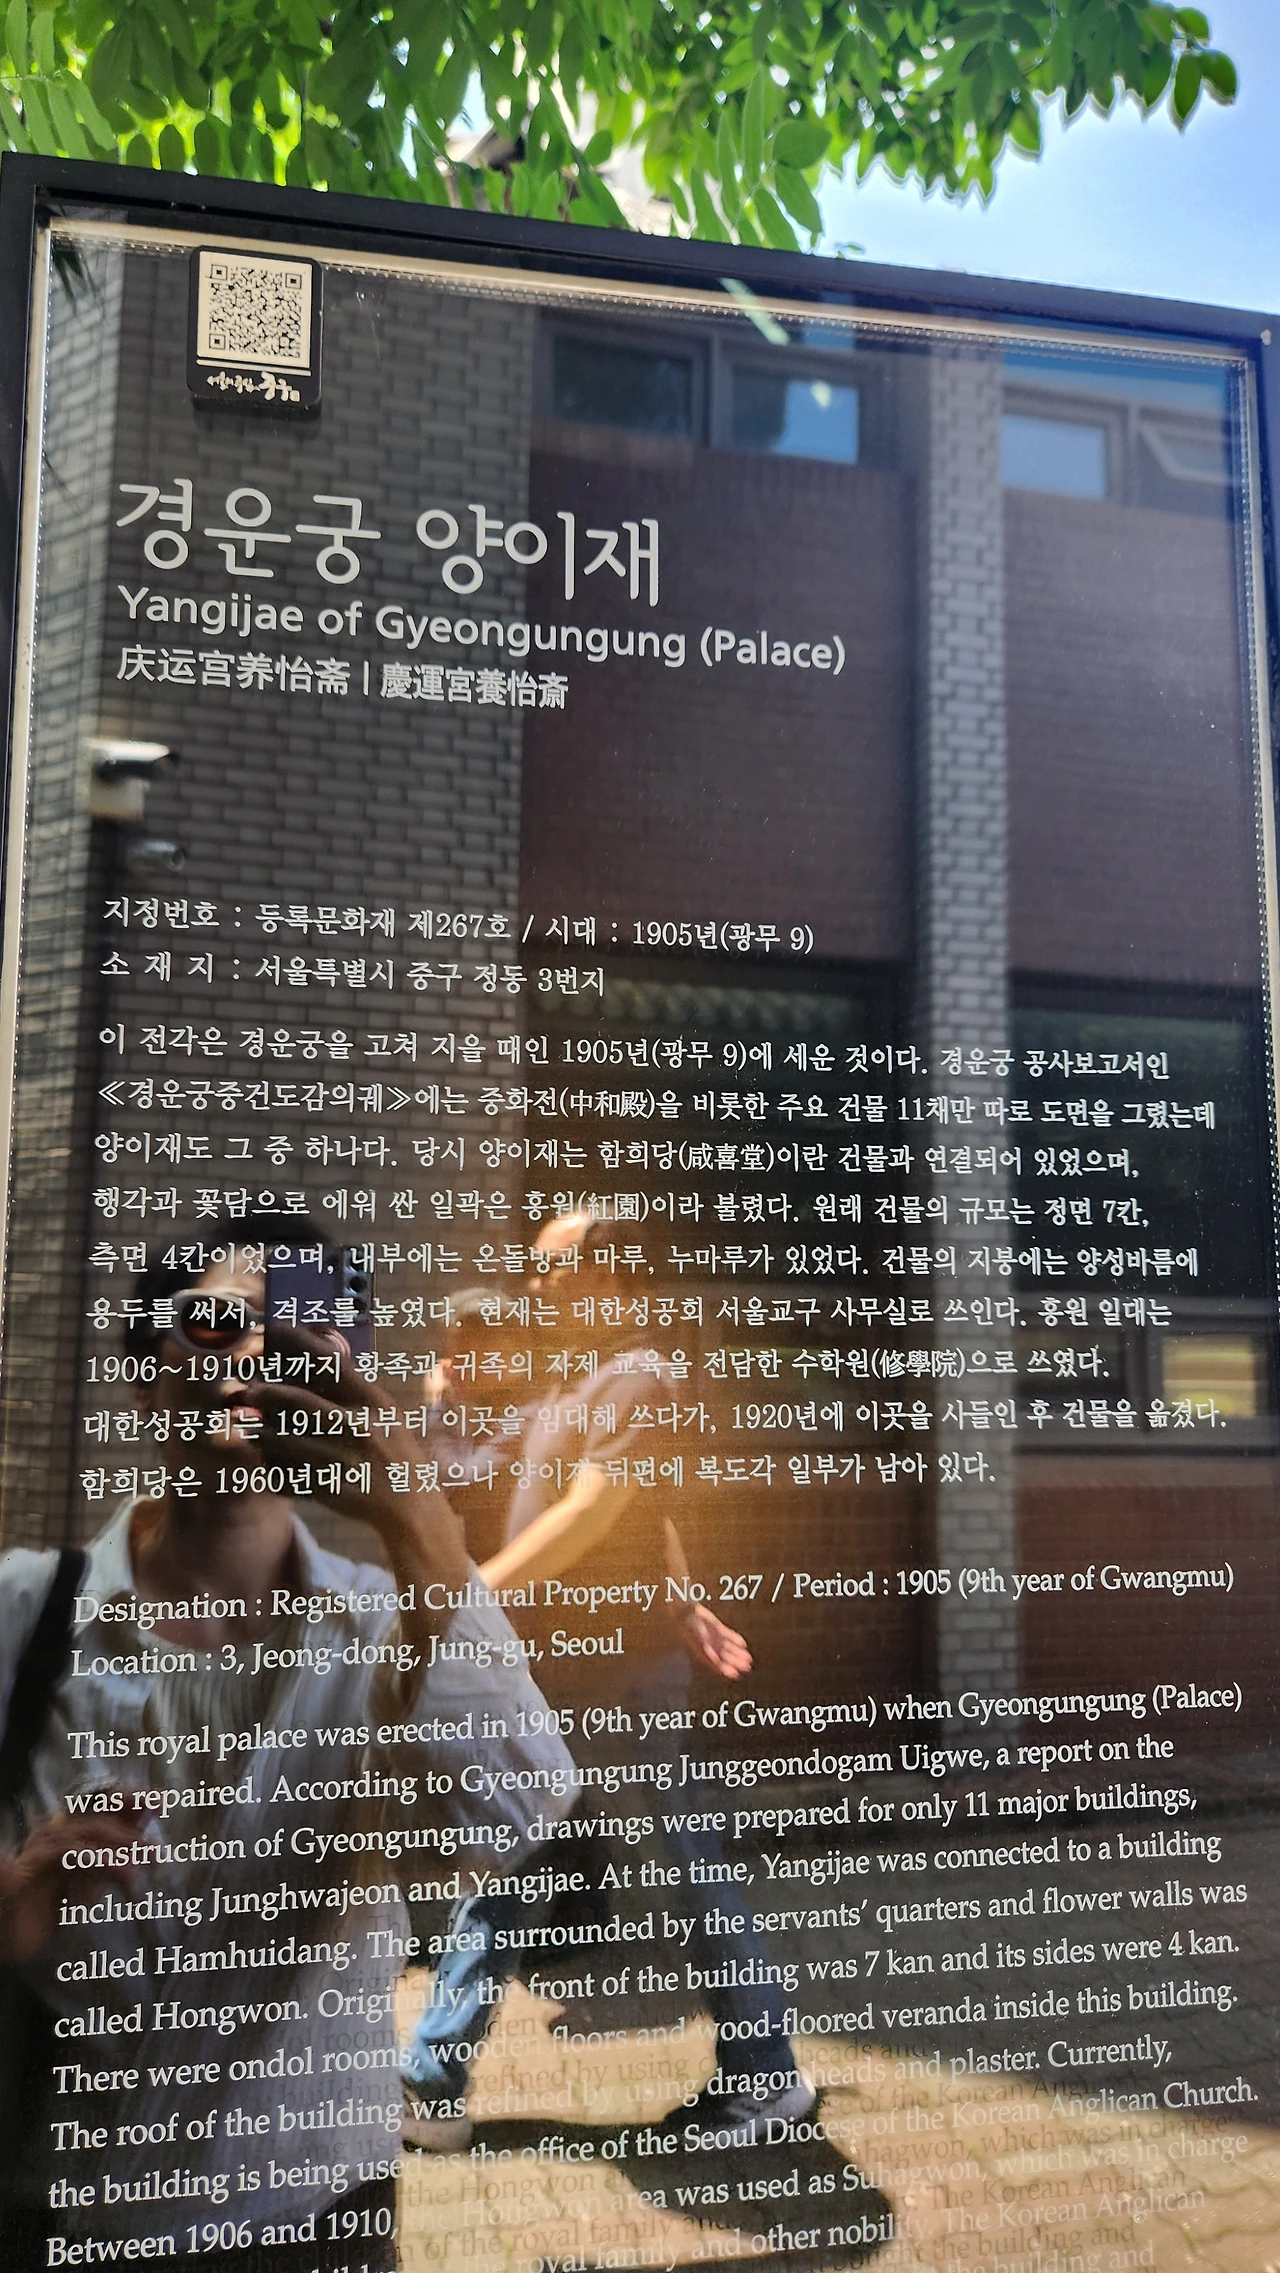 경운궁 양이재
Yangijae of Gyeongungung (Palace)
庆运宫养怡斋 | 慶運宮養怡斎
지정번호 : 등록문화재 제267호 / 시대 : 1905년(광무 9)
소 재 지 : 서울특별시 중구 정동 3번지
이 전각은 경운궁을 고쳐 지을 때인 1905년(광무 9)에 세운 것이다. 경운궁 공사보고서인
≪경운궁중건도감의궤≫에는 중화전(中和殿)을 비롯한 주요 건물 11채만 따로 도면을 그렸는데
양이재도 그 중 하나다. 당시 양이재는 함희당(咸喜堂)이란 건물과 연결되어 있었으며,
행각과 꽃담으로 에워 싼 일곽은 홍원(紅園)이라 불렸다. 원래 건물의 규모는 정면 7칸,
측면 4칸이었으며, 내부에는 온돌방과 마루, 누마루가 있었다. 건물의 지붕에는 양성바름에
용두를 써서, 격조를 높였다. 현재는 대한성공회 서울교구 사무실로 쓰인다. 홍원 일대는
1906~1910년까지 황족과 귀족의 자제 교육을 전담한 수학원(修學院)으로 쓰였다.
대한성공회는 1912년부터 이곳을 임대해 쓰다가, 1920년에 이곳을 사들인 후 건물을 옮겼다.
함희당은 1960년대에 헐렸으나 양이재 뒤편에 복도각 일부가 남아 있다.
Designation : Registered Cultural Property No. 267 / Period : 1905 (9th year of Gwangmu)
Location : 3, Jeong-dong, Jung-gu, Seoul
This royal palace was erected in 1905 (9th year of Gwangmu) when Gyeongungung (Palace)
was repaired. According to Gyeongungung Junggeondogam Uigwe, a report on the
construction of Gyeongungung, drawings were prepared for only 11 major buildings,
including Junghwajeon and Yangijae. At the time, Yangijae was connected to a building
called Hamhuidang. The area surrounded by the servants' quarters and flower walls was
called Hongwon. Originally, the front of the building was 7 kan and its sides were 4 kan.
There were ondol rooms, wooden floors and wood-floored veranda inside this building.
The roof of the building was refined by using dragon heads and plaster. Currently,
the building is being used as the office of the Seoul Diocese of the Korean Anglican Church.
Between 1906 and 1910, the Hongwon area was used as which was in charge
of the royal family and other The Korean Anglican